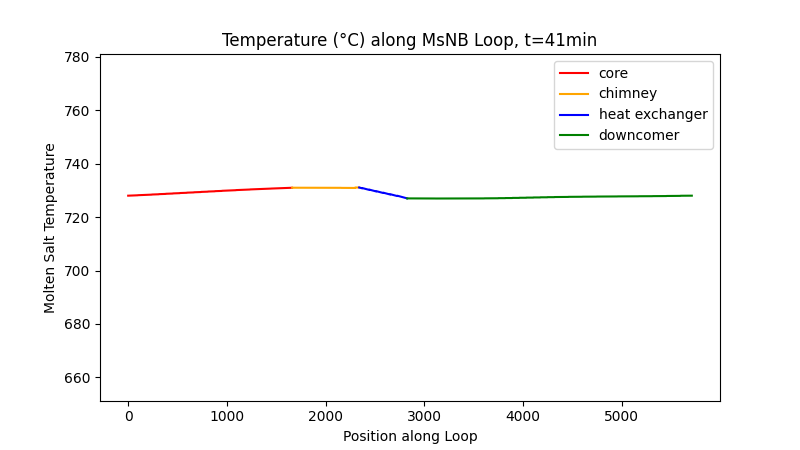 Temperature (°C) along MsNB Loop, t=41min
core
chimney
heat exchanger
downcomer
780
760
740
720
700
680
660
Molten Salt Temperature
0 1000 2000 3000 4000 5000
Position along Loop